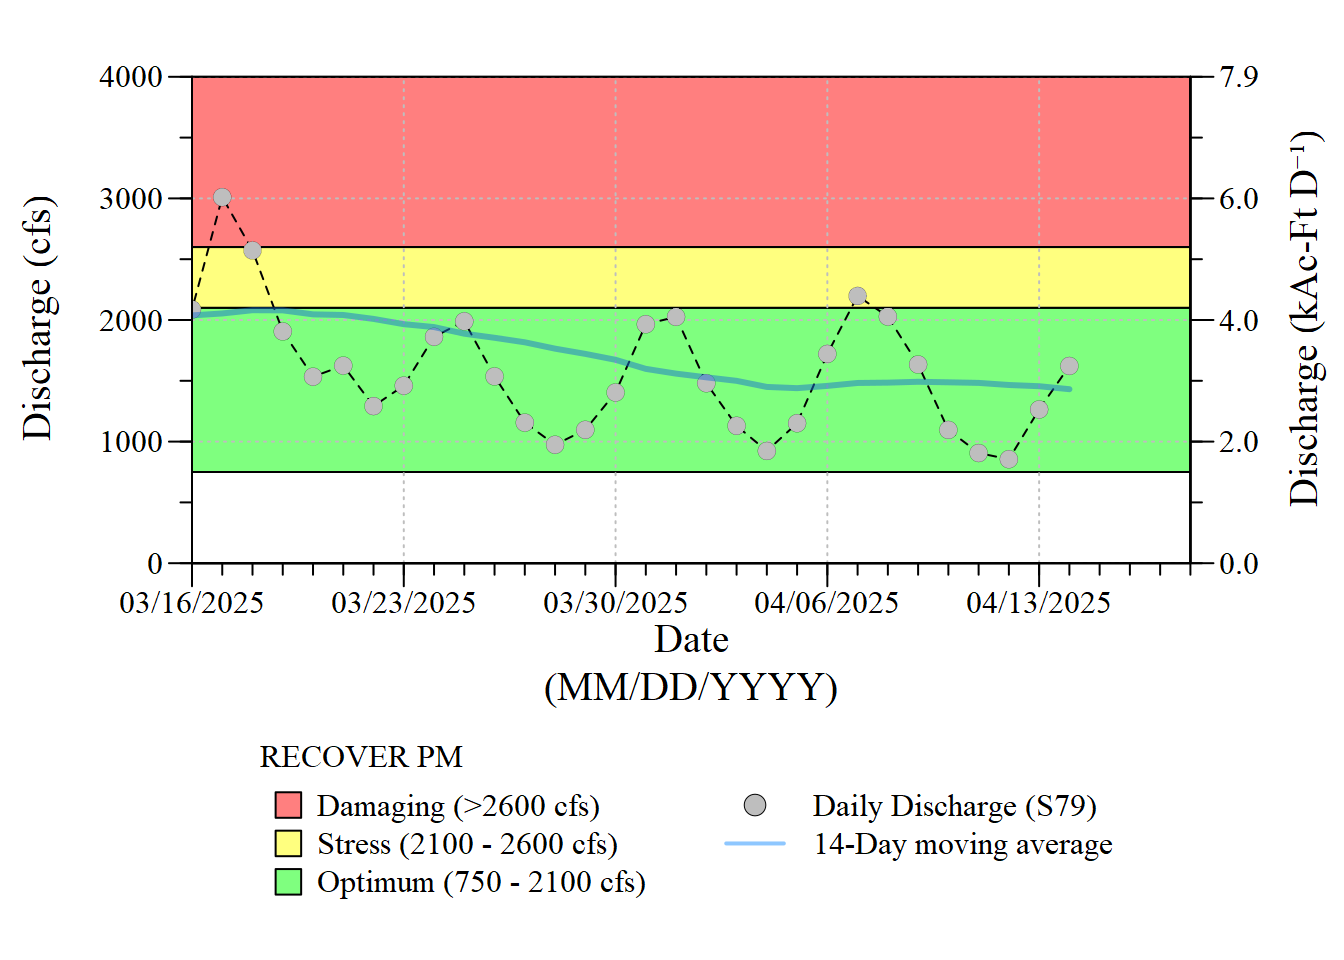 4000
3000
2000
1000
0
Discharge (cfs)
7.9
6.0
4.0
2.0
0.0
Discharge (kAc-Ft D⁻¹)
03/16/2025 03/23/2025 03/30/2025 04/06/2025 04/13/2025
Date
(MM/DD/YYYY)
RECOVER PM
Damaging (>2600 cfs)
Stress (2100 - 2600 cfs)
Optimum (750 - 2100 cfs)
Daily Discharge (S79)
14-Day moving average